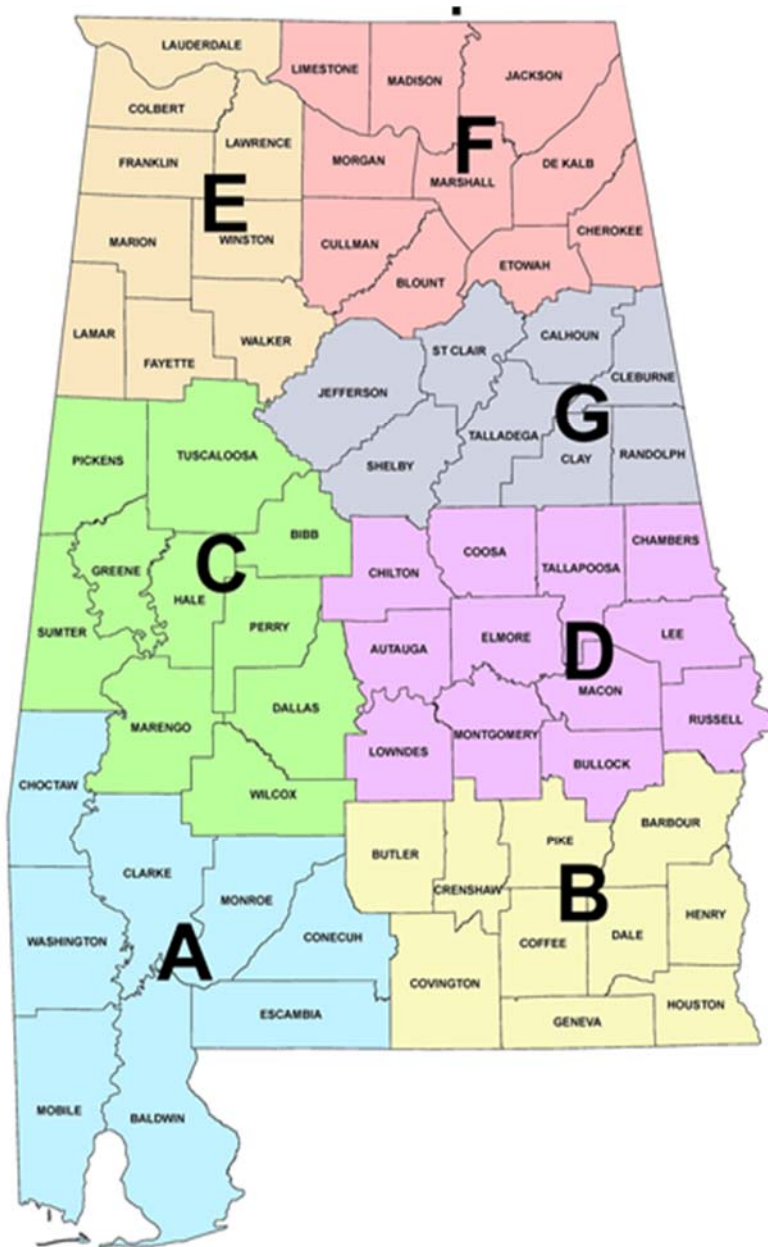 LAUDERDALE
LIMESTONE
MADISON
JACKSON
COLBERT
LAWRENCE
FRANKLIN
F
MORGAN
MARSHALL
DE KALB
E
MARION
WINSTON
CULLMAN
CHEROKEE
BLOUNT
ETOWAH
LAMAR
FAYETTE
WALKER
ST CLAIR
CALHOUN
JEFFERSON
CLEBURNE
G
TALLADEGA
SHELBY
CLAY
RANDOLPH
PICKENS
TUSCALOOSA
BIBB
C
GREENE
HALE
CHILTON
COOSA
TALLAPOOSA
CHAMBERS
SUMTER
PERRY
AUTAUGA
ELMORE
D
LEE
MACON
DALLAS
MARENGO
RUSSELL
LOWNDES
MONTGOMERY
BULLOCK
CHOCTAW
WILCOX
BARBOUR
PIKE
BUTLER
CLARKE
MONROE
CRENSHAW
B
HENRY
WASHINGTON
A
CONECUH
COFFEE
DALE
COVINGTON
ESCAMBIA
GENEVA
HOUSTON
MOBILE
BALDWIN